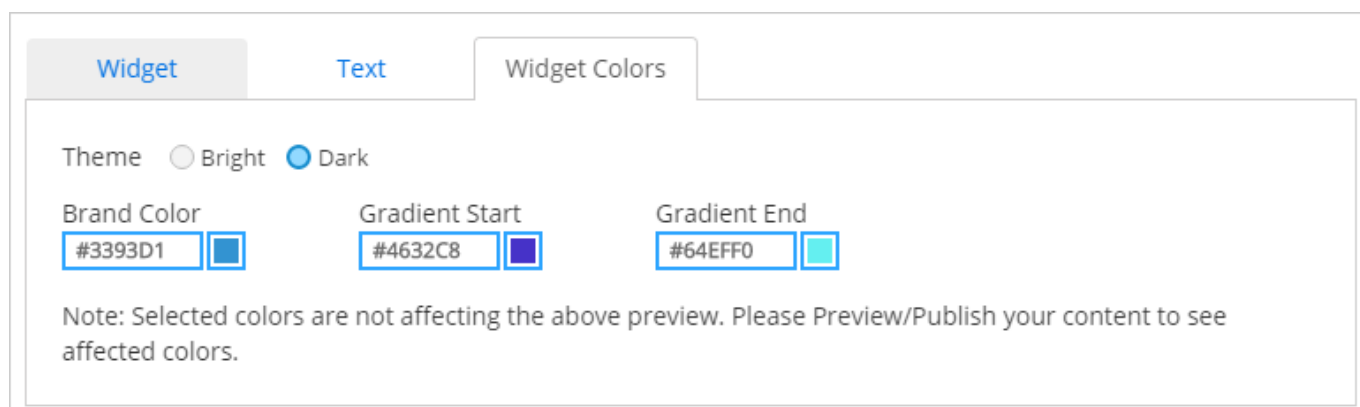 Widget Text Widget Colors
Theme Bright Dark
Brand Color Gradient Start Gradient End
#3393D1 #4632C8 #64EFF0
Note: Selected colors are not affecting the above preview. Please Preview/Publish your content to see
affected colors.